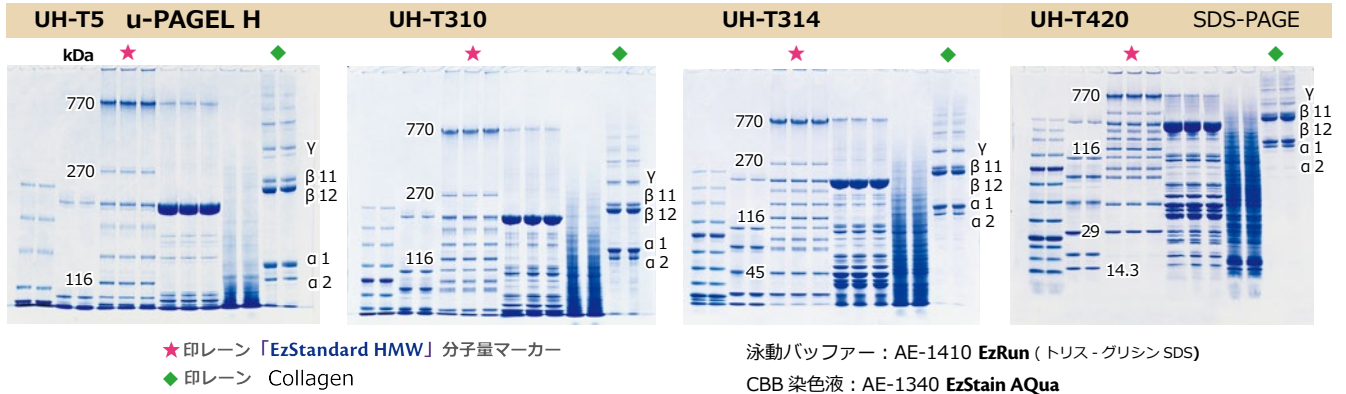 UH-T5 u-PAGEL H UH-T310 UH-T314 UH-T420 SDS-PAGE
kDa ★ ◆ ★ ◆ ★ ◆ ★ ◆
770
270
116
γ
β 11
β 12
α 1
α 2
770
270
116
γ
β 11
β 12
α 1
α 2
770
270
116
45
γ
β 11
β 12
α 1
α 2
770
116
29
14.3
γ
β 11
β 12
α 1
α 2
★ 印レーン「EzStandard HMW」分子量マーカー
◆ 印レーン Collagen
泳動バッファー：AE-1410 EzRun ( トリス - グリシン SDS)
CBB 染色液：AE-1340 EzStain AQua